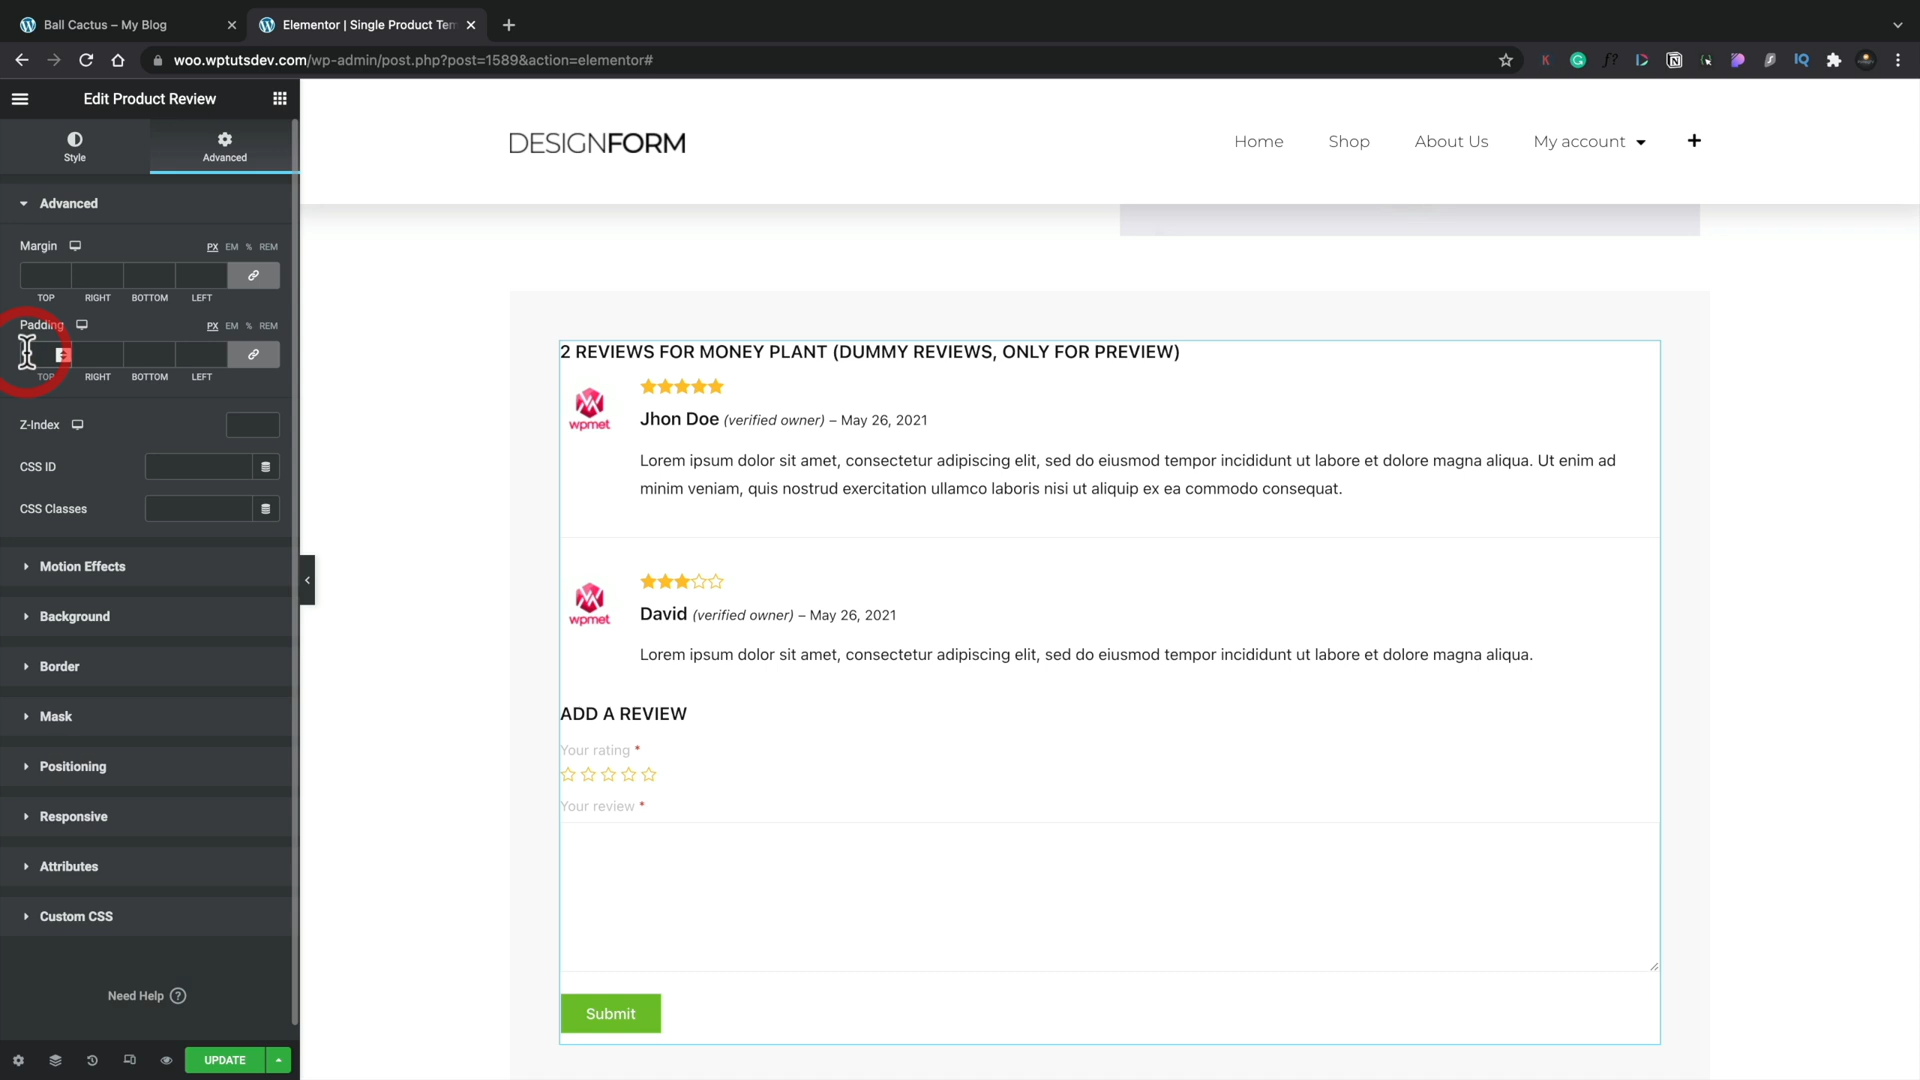 Ball Cactus – My Blog
Elementor | Single Product Tem
woo.wptutsdev.com/wp-admin/post.php?post=1589&action=elementor#
Edit Product Review
Style
Advanced
Advanced
Margin
PX EM % REM
TOP RIGHT BOTTOM LEFT
Padding
PX EM % REM
TOP RIGHT BOTTOM LEFT
Z-Index
CSS ID
CSS Classes
Motion Effects
Background
Border
Mask
Positioning
Responsive
Attributes
Custom CSS
Need Help ?
UPDATE
DESIGNFORM
Home Shop About Us My account
2 REVIEWS FOR MONEY PLANT (DUMMY REVIEWS, ONLY FOR PREVIEW)
wpmet
Jhon Doe (verified owner) – May 26, 2021
Lorem ipsum dolor sit amet, consectetur adipiscing elit, sed do eiusmod tempor incididunt ut labore et dolore magna aliqua. Ut enim ad
minim veniam, quis nostrud exercitation ullamco laboris nisi ut aliquip ex ea commodo consequat.
wpmet
David (verified owner) – May 26, 2021
Lorem ipsum dolor sit amet, consectetur adipiscing elit, sed do eiusmod tempor incididunt ut labore et dolore magna aliqua.
ADD A REVIEW
Your rating *
Your review *
Submit